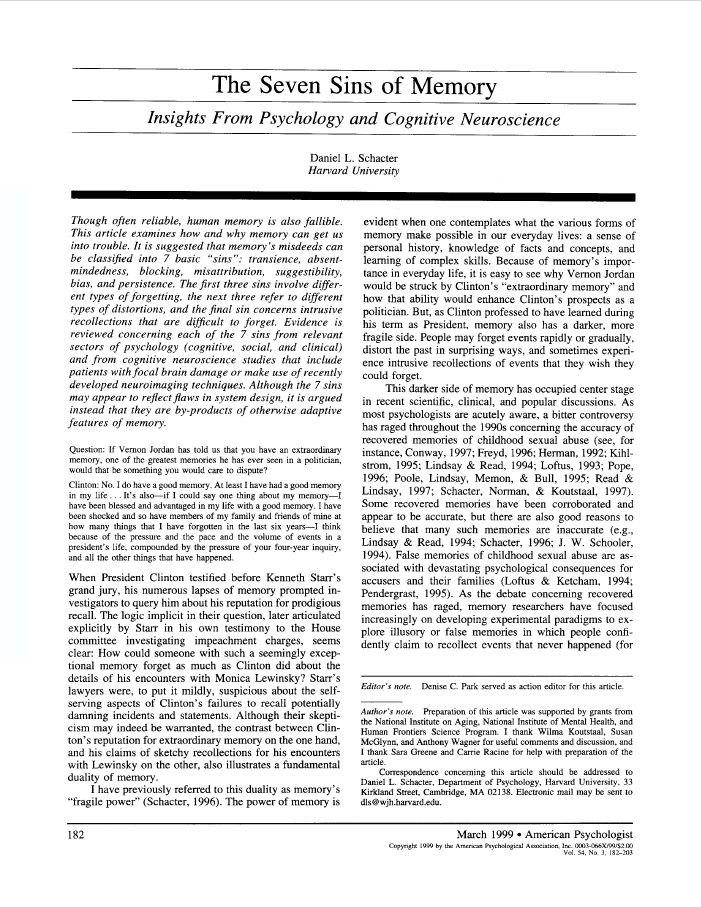 The Seven Sins of Memory
Insights From Psychology and Cognitive Neuroscience
Daniel L. Schacter
Harvard University
Though often reliable, human memory is also fallible.
This article examines how and why memory can get us
into trouble. It is suggested that memory's misdeeds can
be classified into 7 basic "sins": transience, absent-
mindedness, blocking, misattribution, suggestibility,
bias, and persistence. The first three sins involve differ-
ent types of forgetting, the next three refer to different
types of distortions, and the final sin concerns intrusive
recollections that are difficult to forget. Evidence is
reviewed concerning each of the 7 sins from relevant
sectors of psychology (cognitive, social, and clinical)
and from cognitive neuroscience studies that include
patients with focal brain damage or make use of recently
developed neuroimaging techniques. Although the 7 sins
may appear to reflect flaws in system design, it is argued
instead that they are by-products of otherwise adaptive
features of memory.
Question: If Vernon Jordan has told us that you have an extraordinary
memory, one of the greatest memories he has ever seen in a politician,
would that be something you would care to dispute?
Clinton: No. I do have a good memory. At least I have had a good memory
in my life . . . It's also—if I could say one thing about my memory—I
have been blessed and advantaged in my life with a good memory. I have
been shocked and so have members of my family and friends of mine at
how many things that I have forgotten in the last six years—I think
because of the pressure and the pace and the volume of events in a
president's life, compounded by the pressure of your four-year inquiry,
and all the other things that have happened.
When President Clinton testified before Kenneth Starr's
grand jury, his numerous lapses of memory prompted in-
vestigators to query him about his reputation for prodigious
recall. The logic implicit in their question, later articulated
explicitly by Starr in his own testimony to the House
committee investigating impeachment charges, seems
clear: How could someone with such a seemingly excep-
tional memory forget as much as Clinton did about the
details of his encounters with Monica Lewinsky? Starr's
lawyers were, to put it mildly, suspicious about the self-
serving aspects of Clinton's failures to recall potentially
damning incidents and statements. Although their skepti-
cism may indeed be warranted, the contrast between Clin-
ton's reputation for extraordinary memory on the one hand,
and his claims of sketchy recollections for his encounters
with Lewinsky on the other, also illustrates a fundamental
duality of memory.
I have previously referred to this duality as memory's
"fragile power" (Schacter, 1996). The power of memory is
evident when one contemplates what the various forms of
memory make possible in our everyday lives: a sense of
personal history, knowledge of facts and concepts, and
learning of complex skills. Because of memory's impor-
tance in everyday life, it is easy to see why Vernon Jordan
would be struck by Clinton's "extraordinary memory" and
how that ability would enhance Clinton's prospects as a
politician. But, as Clinton professed to have learned during
his term as President, memory also has a darker, more
fragile side. People may forget events rapidly or gradually,
distort the past in surprising ways, and sometimes experi-
ence intrusive recollections of events that they wish they
could forget.
This darker side of memory has occupied center stage
in recent scientific, clinical, and popular discussions. As
most psychologists are acutely aware, a bitter controversy
has raged throughout the 1990s concerning the accuracy of
recovered memories of childhood sexual abuse (see, for
instance, Conway, 1997; Freyd, 1996; Herman, 1992; Kihl-
strom, 1995; Lindsay & Read, 1994; Loftus, 1993; Pope,
1996; Poole, Lindsay, Memon, & Bull, 1995; Read &
Lindsay, 1997; Schacter, Norman, & Koutstaal, 1997).
Some recovered memories have been corroborated and
appear to be accurate, but there are also good reasons to
believe that many such memories are inaccurate (e.g.,
Lindsay & Read, 1994; Schacter, 1996; J. W. Schooler,
1994). False memories of childhood sexual abuse are as-
sociated with devastating psychological consequences for
accusers and their families (Loftus & Ketcham, 1994;
Pendergrast, 1995). As the debate concerning recovered
memories has raged, memory researchers have focused
increasingly on developing experimental paradigms to ex-
plore illusory or false memories in which people confi-
dently claim to recollect events that never happened (for
Editor's note. Denise C. Park served as action editor for this article.
Author's note. Preparation of this article was supported by grants from
the National Institute on Aging, National Institute of Mental Health, and
Human Frontiers Science Program. I thank Wilma Koutstaal, Susan
McGlynn, and Anthony Wagner for useful comments and discussion, and
I thank Sara Greene and Carrie Racine for help with preparation of the
article.
Correspondence concerning this article should be addressed to
Daniel L. Schacter, Department of Psychology, Harvard University, 33
Kirkland Street, Cambridge, MA 02138. Electronic mail may be sent to
dls@wjh.harvard.edu.
182
March 1999 • American Psychologist
Copyright 1999 by the American Psychological Association, Inc. 0003-066X/99/$2.00
Vol. 54, No. 3, 182–203